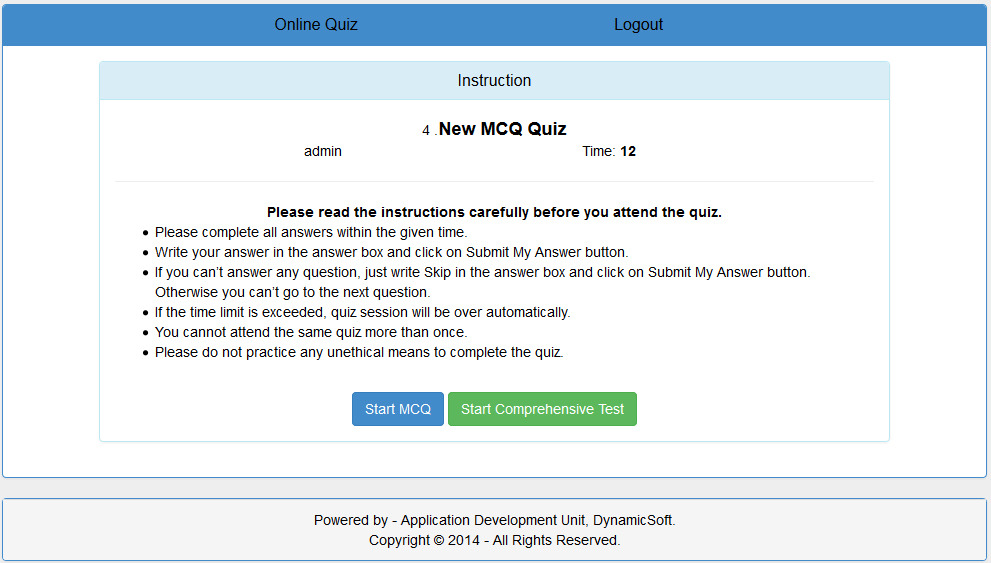 Online Quiz Logout
Instruction
4 .New MCQ Quiz
admin Time: 12
Please read the instructions carefully before you attend the quiz.
• Please complete all answers within the given time.
• Write your answer in the answer box and click on Submit My Answer button.
• If you can’t answer any question, just write Skip in the answer box and click on Submit My Answer button.
Otherwise you can’t go to the next question.
• If the time limit is exceeded, quiz session will be over automatically.
• You cannot attend the same quiz more than once.
• Please do not practice any unethical means to complete the quiz.
Start MCQ Start Comprehensive Test
Powered by - Application Development Unit, DynamicSoft.
Copyright © 2014 - All Rights Reserved.